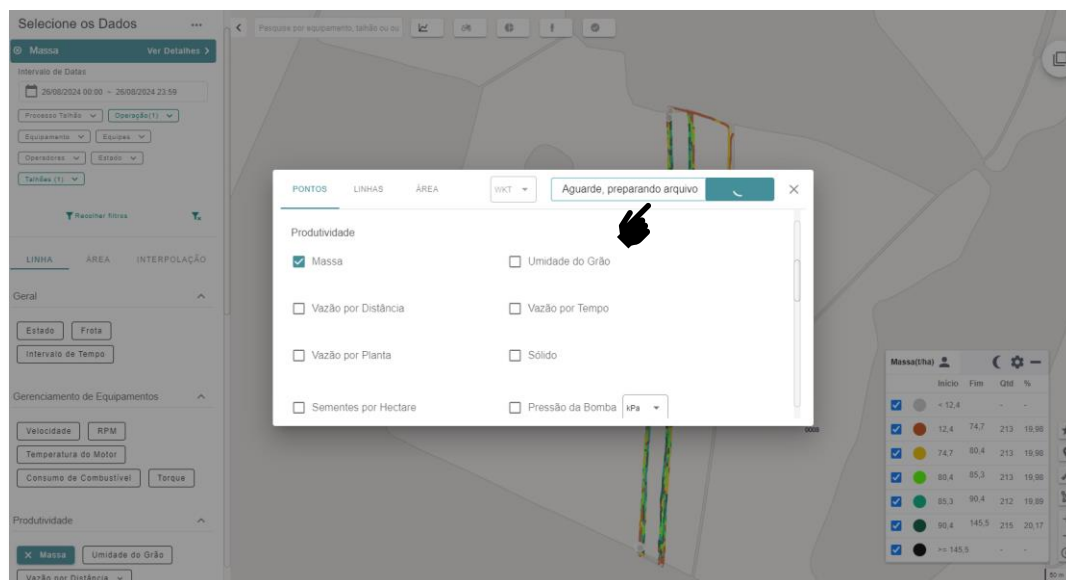 Selecione os Dados
Massa Ver Detalhes
Intervalo de Datas
26/08/2024 00:00 ~ 26/08/2024 23:59
Processo Talhão Operação(1)
Equipamento Equipes
Operadores Estado
Talhões (1)
Recolher filtros
LINHA ÁREA INTERPOLAÇÃO
Geral
Estado Frota
Intervalo de Tempo
Gerenciamento de Equipamentos
Velocidade RPM
Temperatura do Motor
Consumo de Combustível Torque
Produtividade
Massa Umidade do Grão
Vazão por Distância
Pesquise por equipamento, talhão ou
PONTOS LINHAS ÁREA WKT Aguarde, preparando arquivo
Produtividade
Massa Umidade do Grão
Vazão por Distância Vazão por Tempo
Vazão por Planta Sólido
Sementes por Hectare Pressão da Bomba kPa
0008
Massa(t/ha)
Início Fim Qtd %
< 12,4 - -
12,4 74,7 213 19,98
74,7 80,4 213 19,98
80,4 85,3 213 19,98
85,3 90,4 212 19,89
90,4 145,5 215 20,17
>= 145,5 - -
50 m